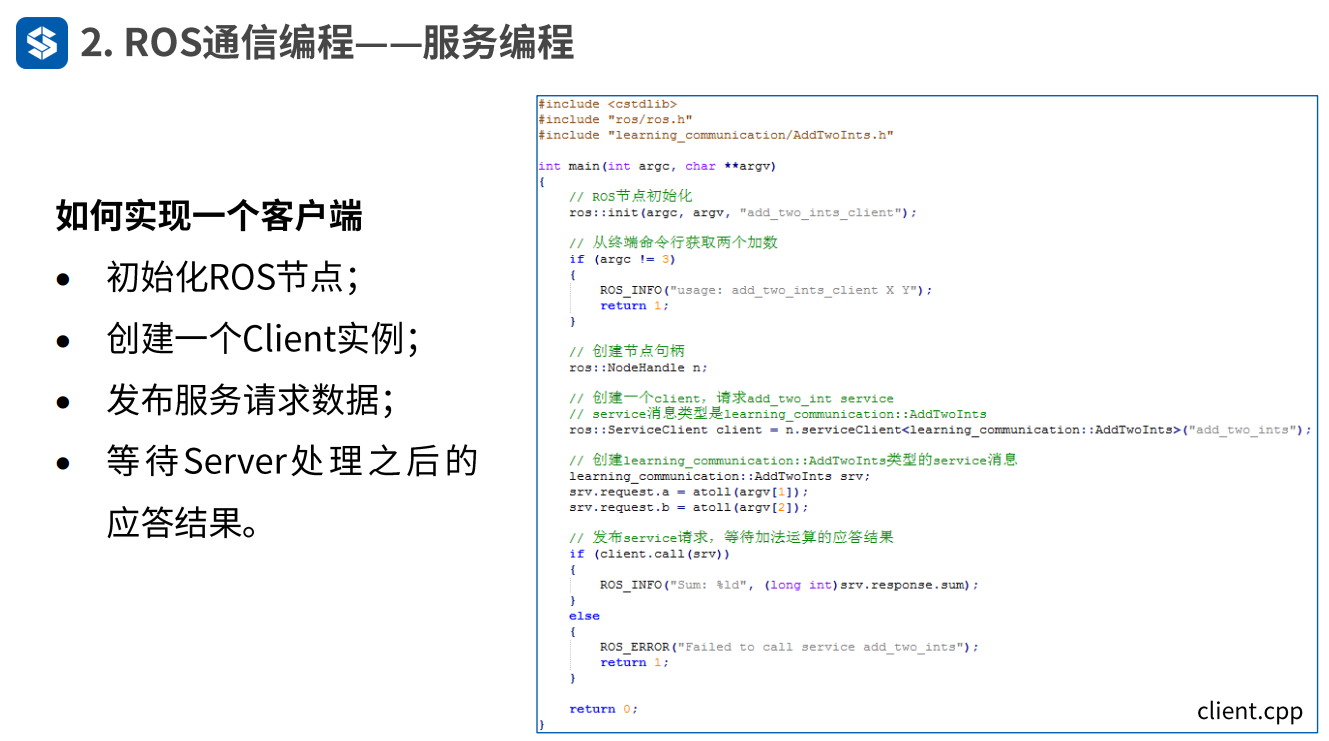 2. ROS通信编程——服务编程
如何实现一个客户端
• 初始化ROS节点；
• 创建一个Client实例；
• 发布服务请求数据；
• 等待Server处理之后的
应答结果。
#include <cstdlib>
#include "ros/ros.h"
#include "learning_communication/AddTwoInts.h"

int main(int argc, char **argv)
{
    // ROS节点初始化
    ros::init(argc, argv, "add_two_ints_client");

    // 从终端命令行获取两个加数
    if (argc != 3)
    {
        ROS_INFO("usage: add_two_ints_client X Y");
        return 1;
    }

    // 创建节点句柄
    ros::NodeHandle n;

    // 创建一个client，请求add_two_int service
    // service消息类型是learning_communication::AddTwoInts
    ros::ServiceClient client = n.serviceClient<learning_communication::AddTwoInts>("add_two_ints");

    // 创建learning_communication::AddTwoInts类型的service消息
    learning_communication::AddTwoInts srv;
    srv.request.a = atoll(argv[1]);
    srv.request.b = atoll(argv[2]);

    // 发布service请求，等待加法运算的应答结果
    if (client.call(srv))
    {
        ROS_INFO("Sum: %ld", (long int)srv.response.sum);
    }
    else
    {
        ROS_ERROR("Failed to call service add_two_ints");
        return 1;
    }

    return 0;
}
client.cpp